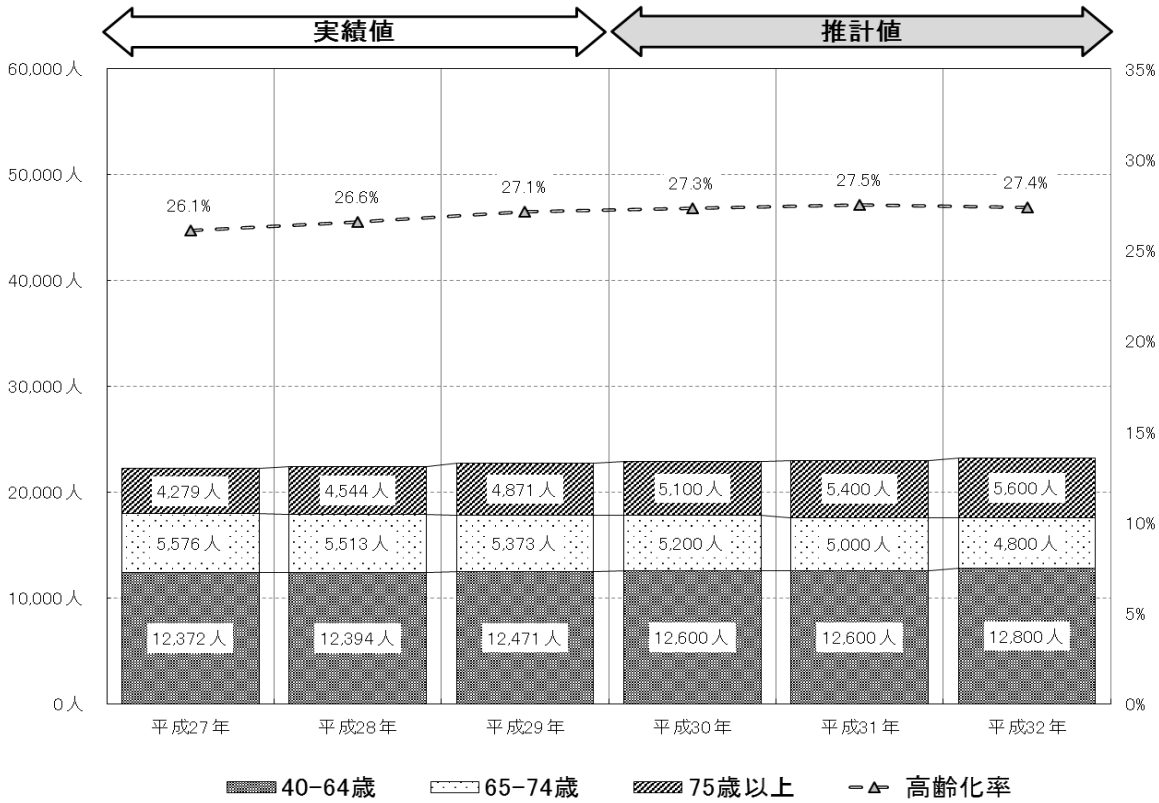 実績値 推計値
60,000人 35%
50,000人 30%
26.1% 26.6% 27.1% 27.3% 27.5% 27.4%
25%
40,000人
20%
30,000人
15%
4,279人 4,544人 4,871人 5,100人 5,400人 5,600人
20,000人
10%
5,576人 5,513人 5,373人 5,200人 5,000人 4,800人
10,000人
5%
12,372人 12,394人 12,471人 12,600人 12,600人 12,800人
0人 0%
平成27年 平成28年 平成29年 平成30年 平成31年 平成32年
40-64歳 65-74歳 75歳以上 高齢化率